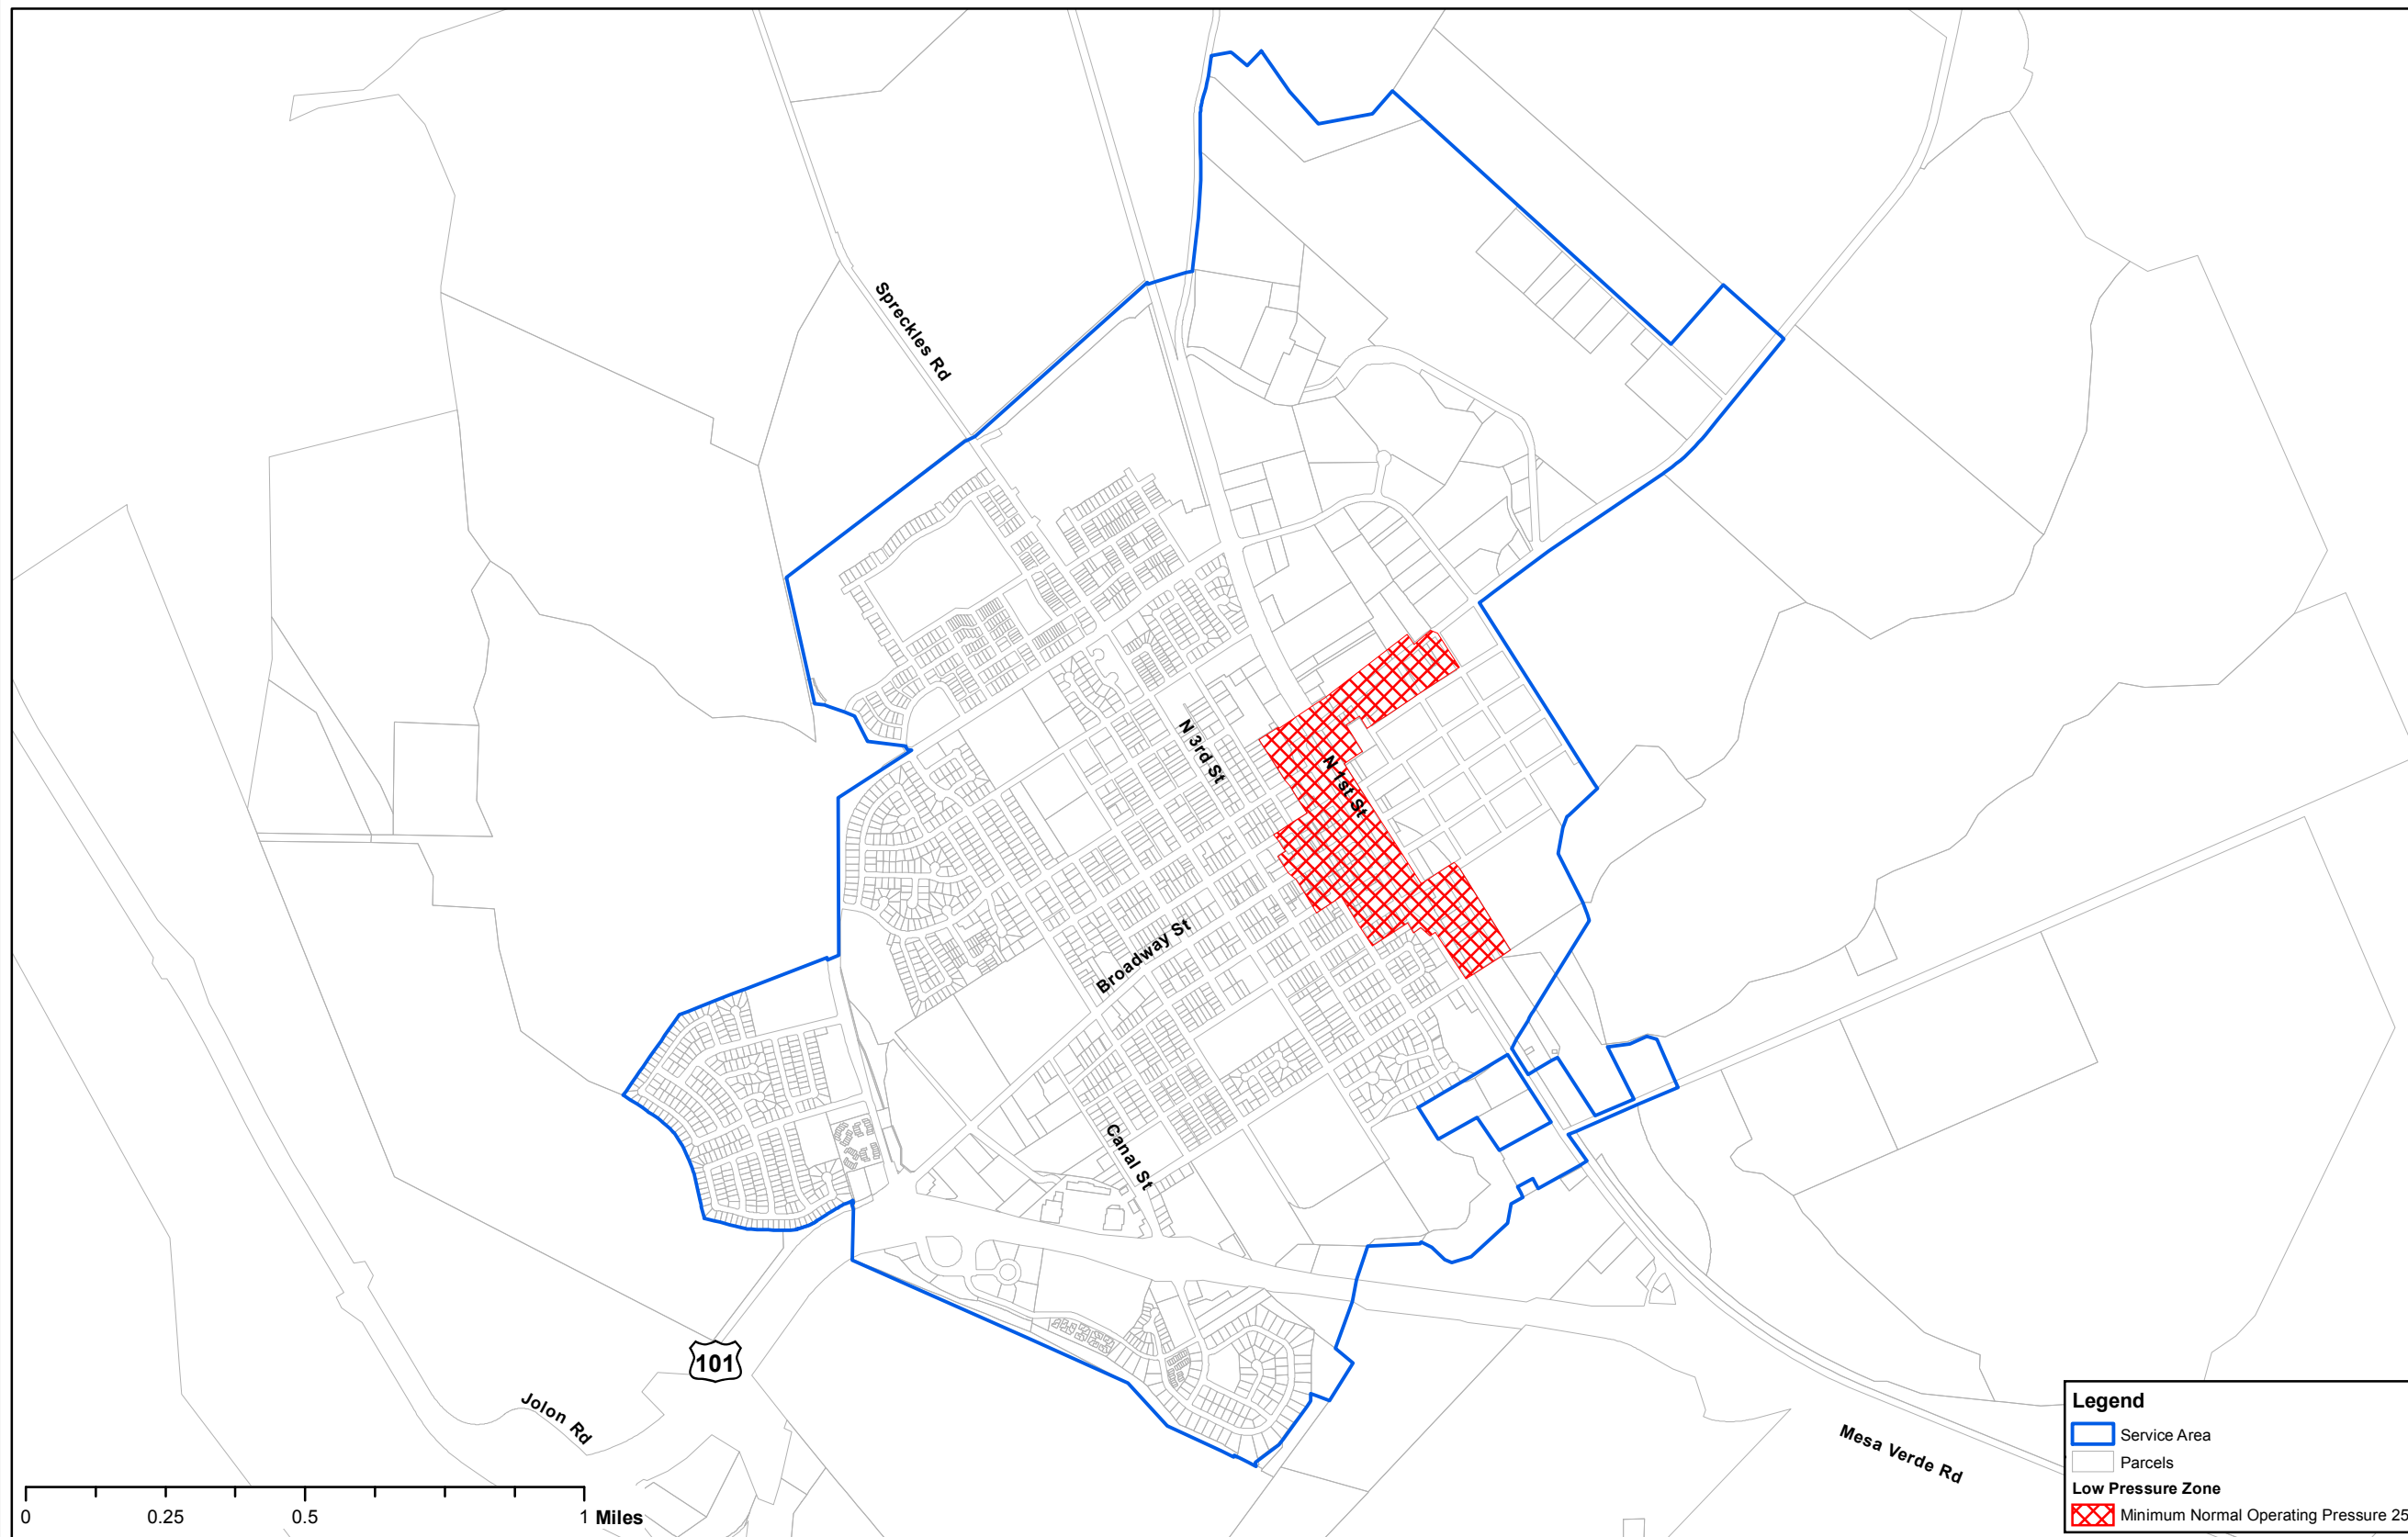 Spreckles Rd
N 3rd St
N 1st St
Broadway St
Canal St
101
Jolon Rd
Mesa Verde Rd
0 0.25 0.5 1 Miles
Legend
Service Area
Parcels
Low Pressure Zone
Minimum Normal Operating Pressure 25